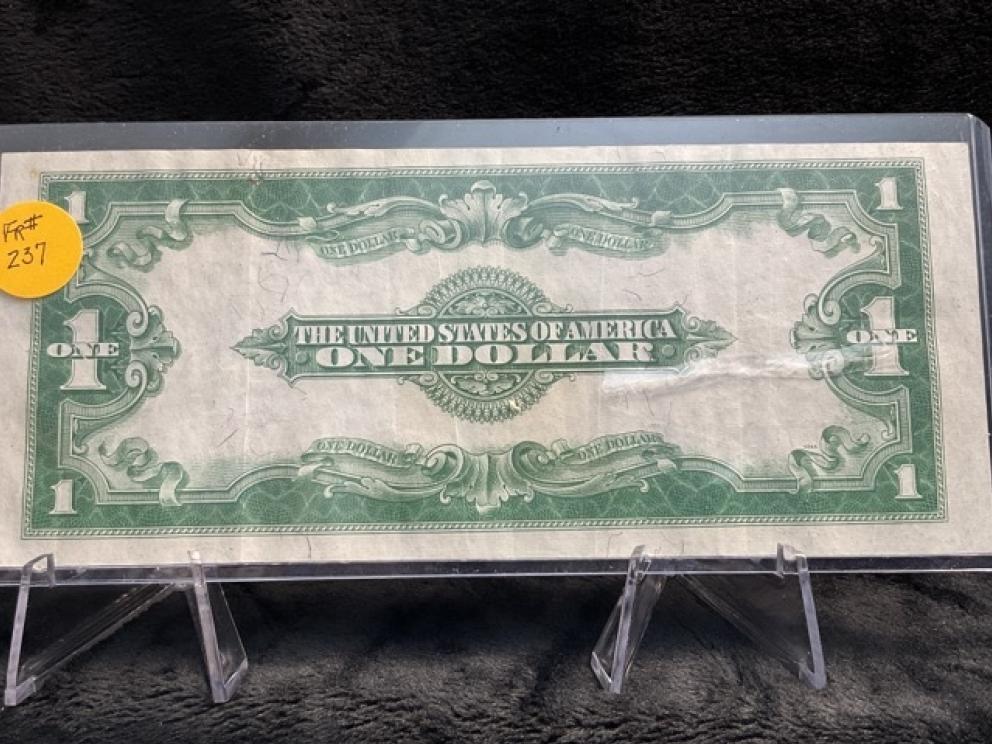 FR#
237
1
1
ONE DOLLAR
ONE DOLLAR
1
ONE
THE UNITED STATES OF AMERICA
ONE DOLLAR
1
ONE
ONE DOLLAR
ONE DOLLAR
1
1